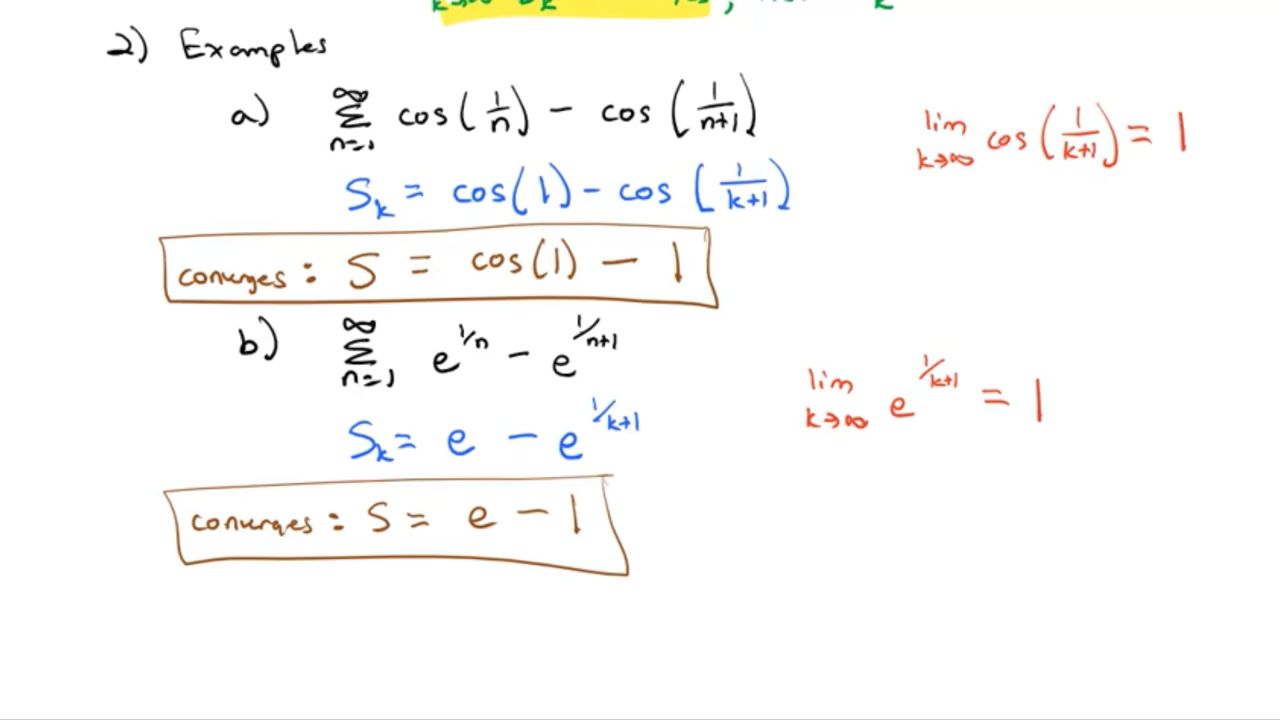 2) Examples
a) ∑_{n=1}^{∞} cos(1/n) − cos(1/(n+1))
lim_{k→∞} cos(1/(k+1)) = 1
S_k = cos(1) − cos(1/(k+1))
converges: S = cos(1) − 1
b) ∑_{n=1}^{∞} e^{1/n} − e^{1/n+1}
lim_{k→∞} e^{1/k+1} = 1
S_k = e − e^{1/k+1}
converges: S = e − 1